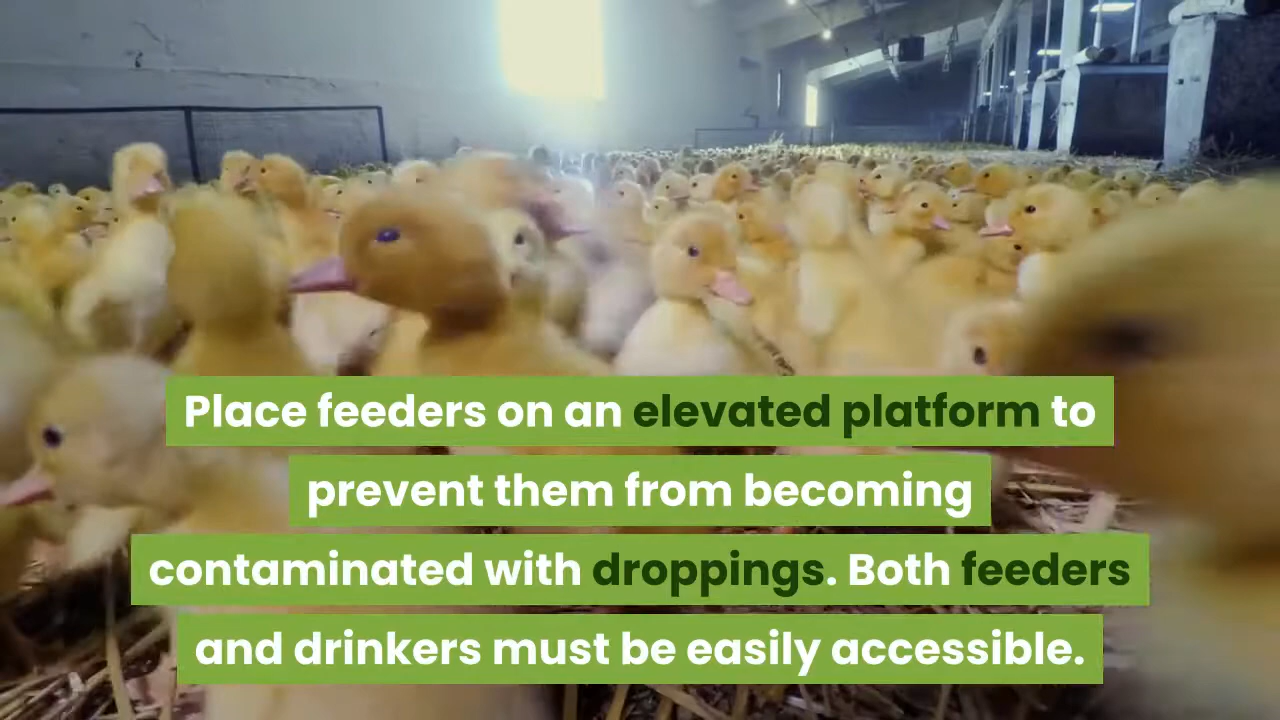 Place feeders on an elevated platform to
prevent them from becoming
contaminated with droppings. Both feeders
and drinkers must be easily accessible.